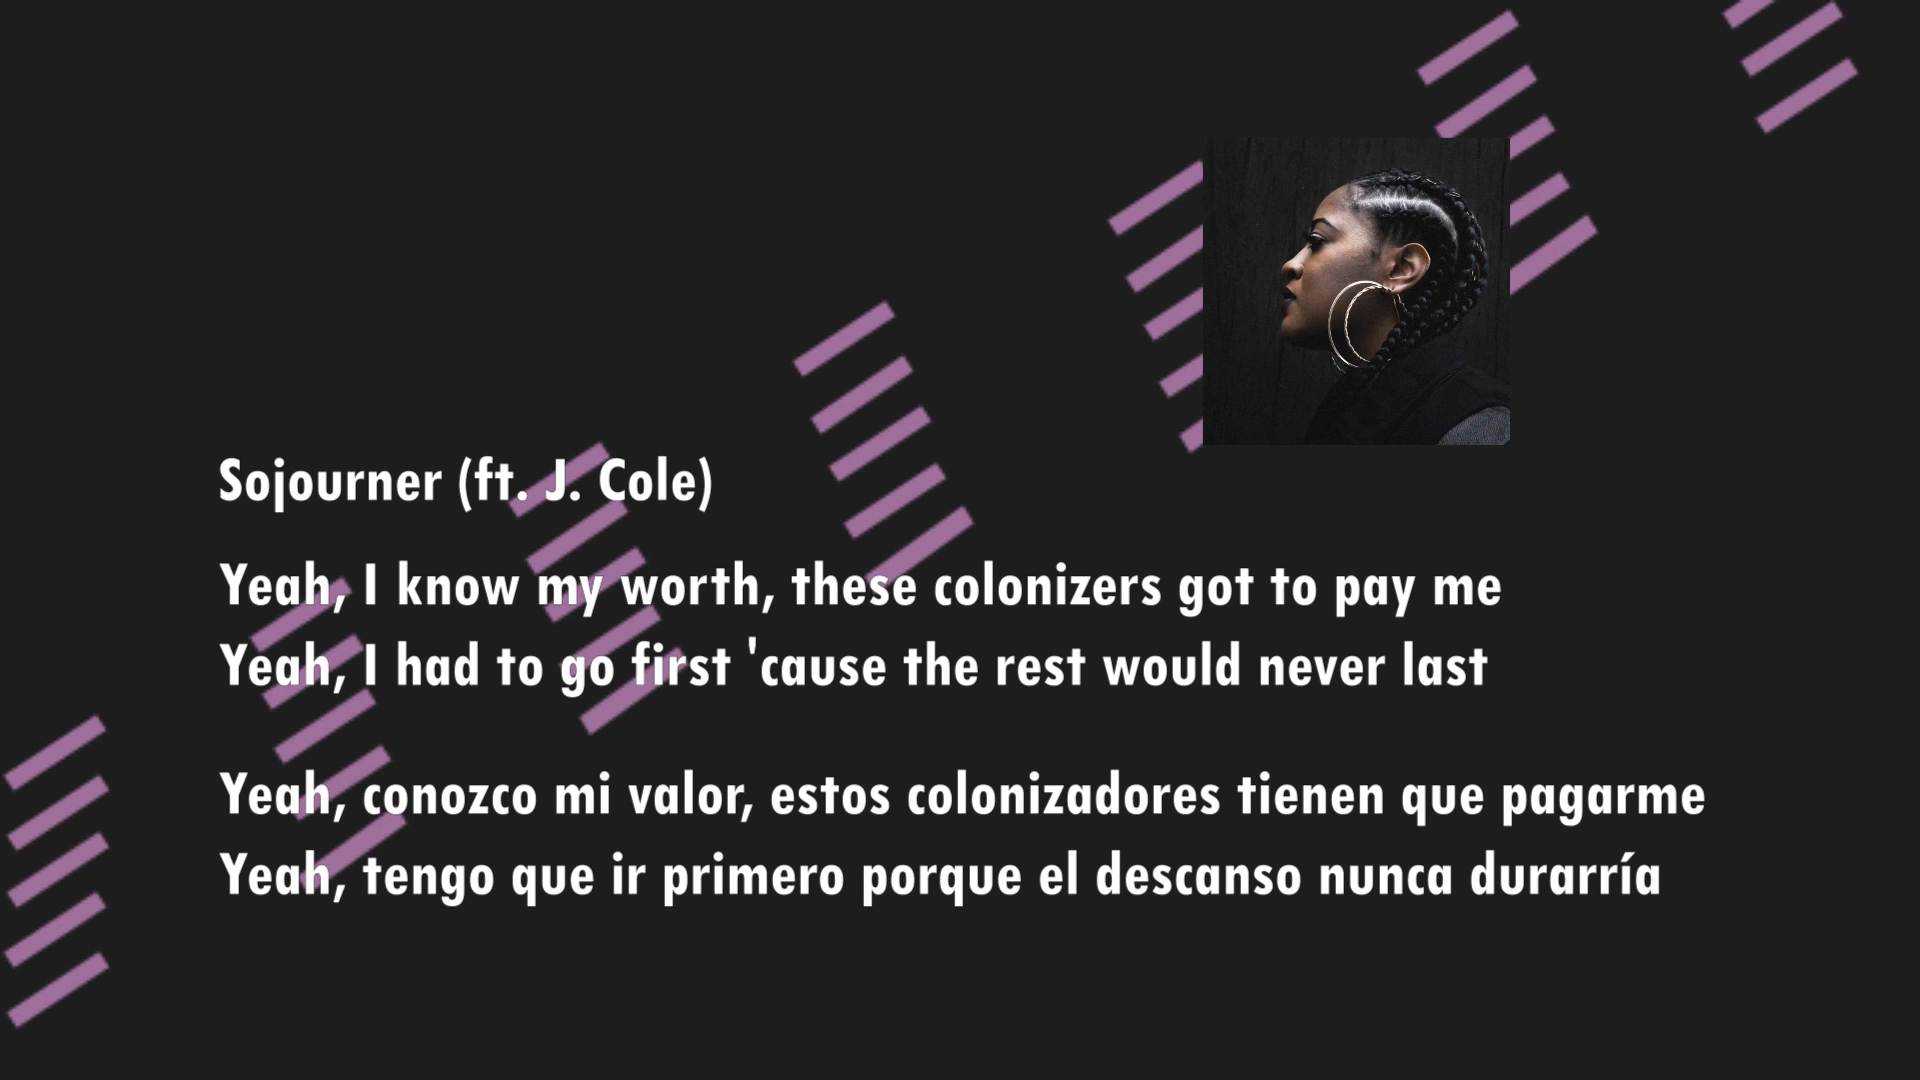 Sojourner (ft. J. Cole)
Yeah, I know my worth, these colonizers got to pay me
Yeah, I had to go first 'cause the rest would never last
Yeah, conozco mi valor, estos colonizadores tienen que pagarme
Yeah, tengo que ir primero porque el descanso nunca durarría